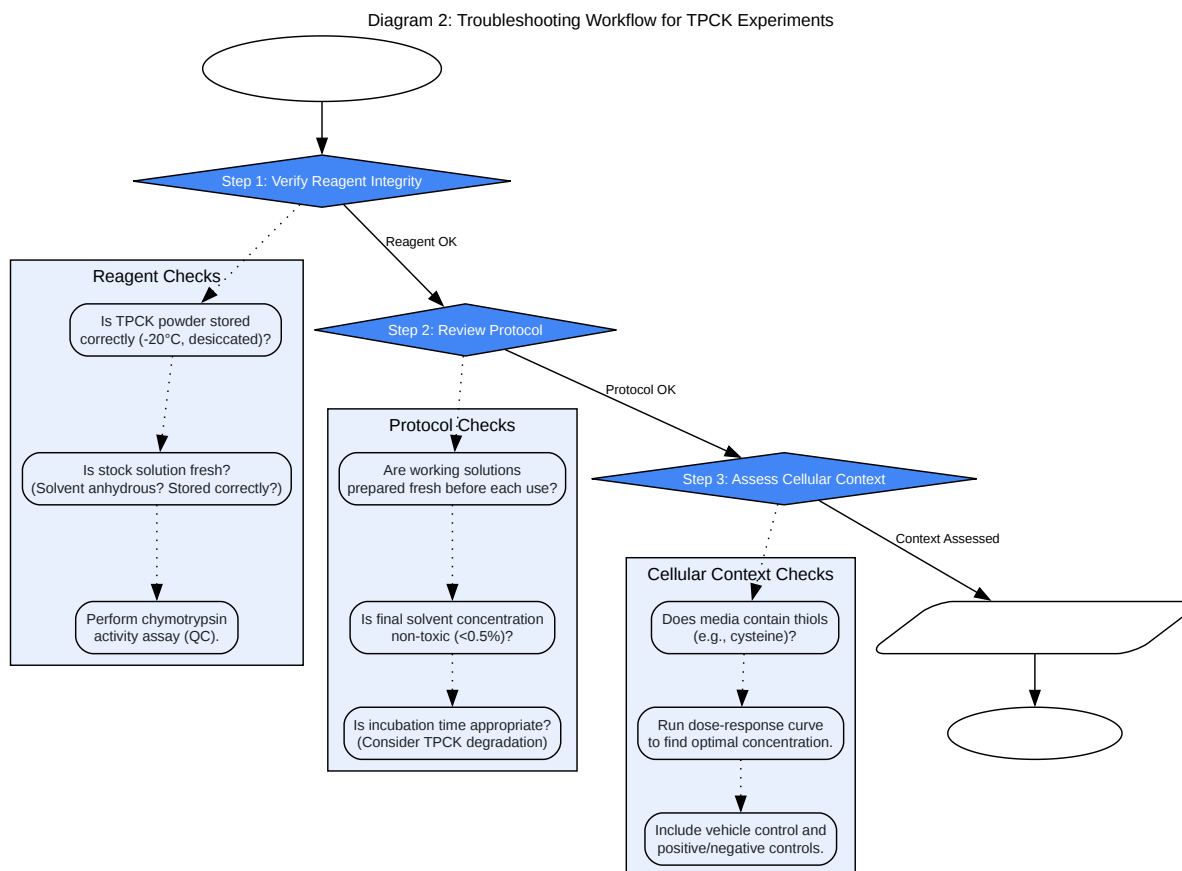 Diagram 2: Troubleshooting Workflow for TPCK Experiments
Step 1: Verify Reagent Integrity
Reagent OK
Reagent Checks
Is TPCK powder stored
correctly (-20°C, desiccated)?
Is stock solution fresh?
(Solvent anhydrous? Stored correctly?)
Perform chymotrypsin
activity assay (QC).
Step 2: Review Protocol
Protocol OK
Protocol Checks
Are working solutions
prepared fresh before each use?
Is final solvent concentration
non-toxic (<0.5%)?
Is incubation time appropriate?
(Consider TPCK degradation)
Step 3: Assess Cellular Context
Context Assessed
Cellular Context Checks
Does media contain thiols
(e.g., cysteine)?
Run dose-response curve
to find optimal concentration.
Include vehicle control and
positive/negative controls.